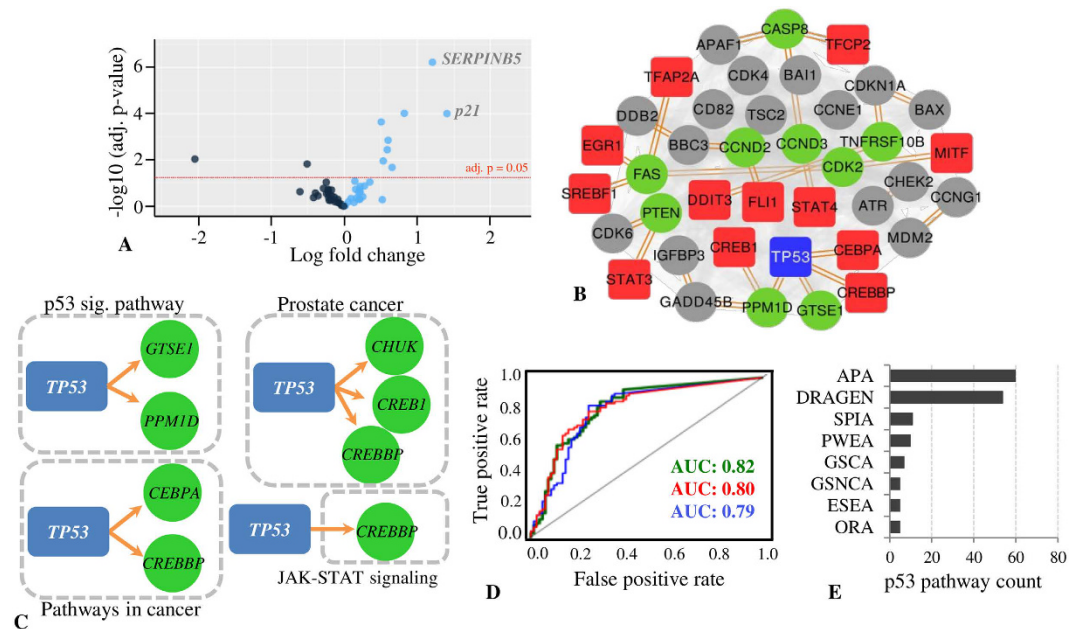 -log10 (adj. p-value)
6
4
2
0
SERPINB5
p21
adj. p = 0.05
-2
-1
0
1
2
Log fold change
A
CASP8
APAF1
TFCP2
TFAP2A
CDK4
BAI1
CDKN1A
DDB2
CD82
TSC2
CCNE1
BAX
EGR1
BBC3
CCND2
CCND3
TNFRSF10B
MITF
SREBF1
FAS
CDK2
CHEK2
DDIT3
FLI1
STAT4
ATR
CCNG1
PTEN
CDK6
IGFBP3
CREB1
TP53
CEBPA
MDM2
STAT3
GADD45B
PPM1D
GTSE1
CREBBP
B
p53 sig. pathway
TP53
GTSE1
PPM1D
Prostate cancer
TP53
CHUK
CREB1
CREBBP
TP53
CEBPA
CREBBP
Pathways in cancer
TP53
CREBBP
JAK-STAT signaling
C
True positive rate
1.0
0.8
0.6
0.4
0.2
0.0
AUC: 0.82
AUC: 0.80
AUC: 0.79
0.0
0.2
0.4
0.6
0.8
1.0
False positive rate
D
APA
DRAGEN
SPIA
PWEA
GSCA
GSNCA
ESEA
ORA
0
20
40
60
80
p53 pathway count
E